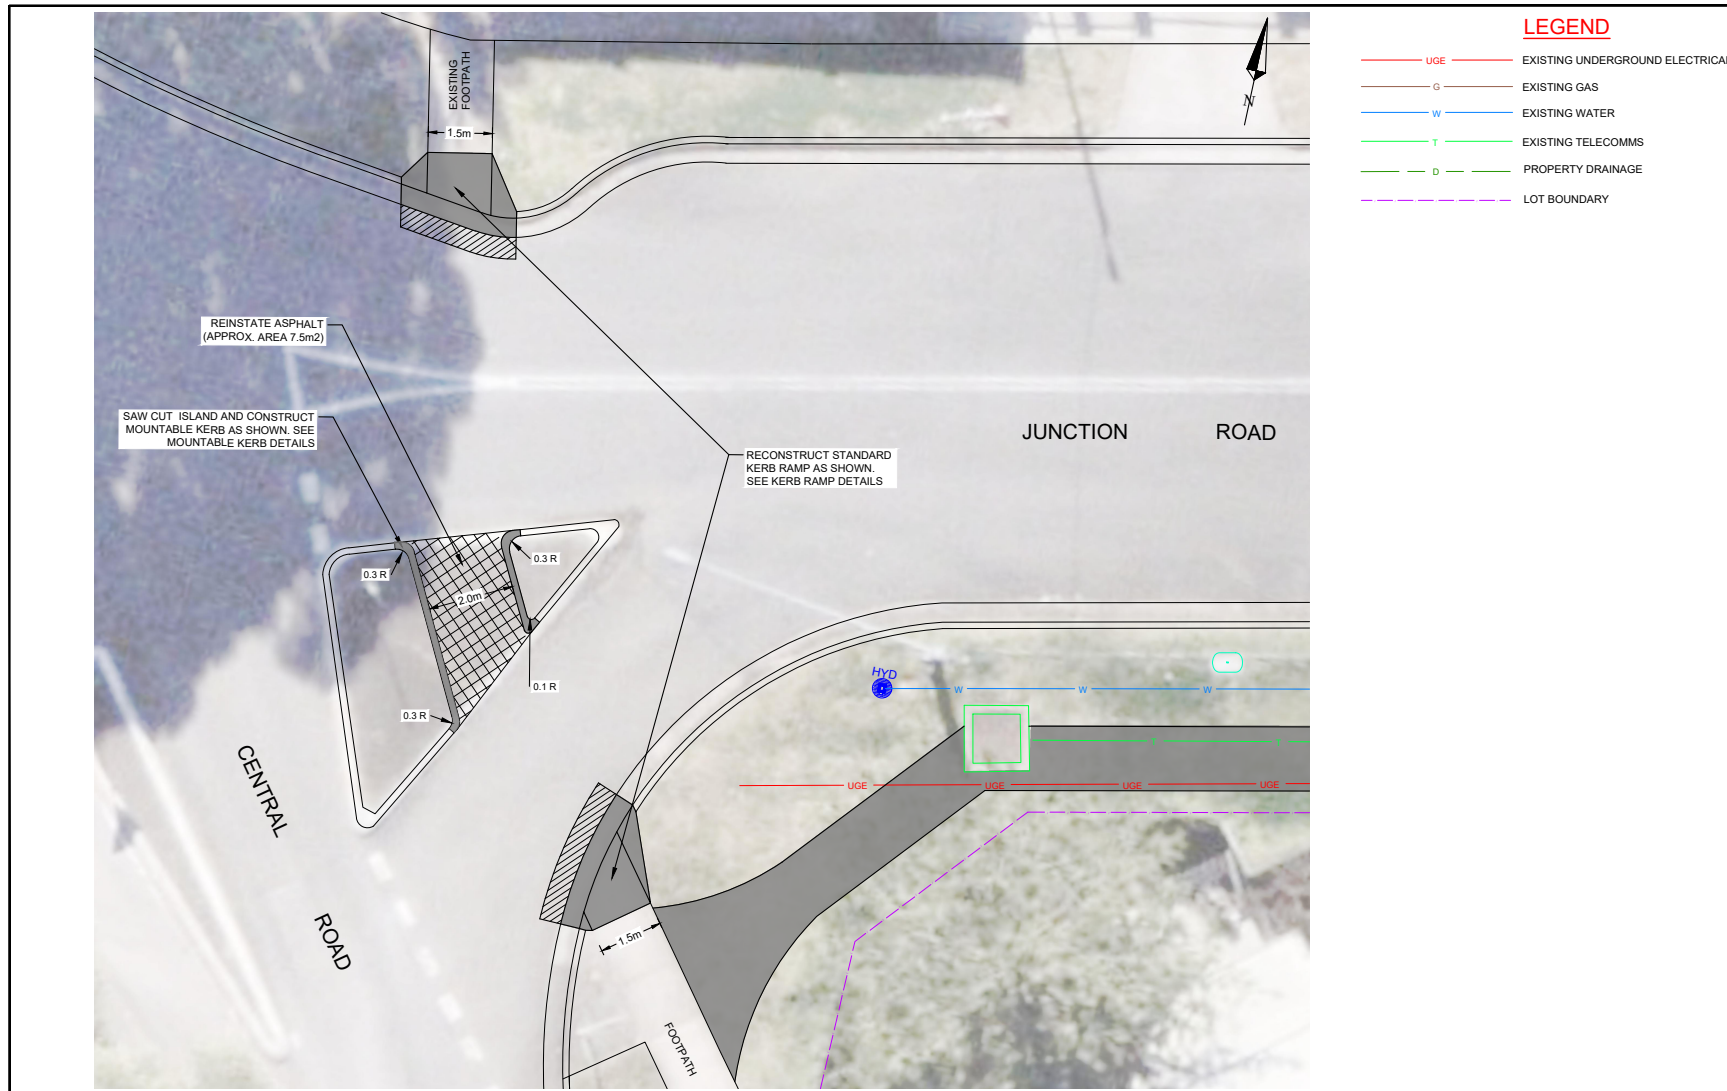 LEGEND
UGE EXISTING UNDERGROUND ELECTRICAL
G EXISTING GAS
W EXISTING WATER
T EXISTING TELECOMMS
D PROPERTY DRAINAGE
LOT BOUNDARY
N
EXISTING
FOOTPATH
1.5m
REINSTATE ASPHALT
(APPROX. AREA 7.5m2)
SAW CUT ISLAND AND CONSTRUCT
MOUNTABLE KERB AS SHOWN. SEE
MOUNTABLE KERB DETAILS
JUNCTION ROAD
RECONSTRUCT STANDARD
KERB RAMP AS SHOWN.
SEE KERB RAMP DETAILS
0.3 R
0.3 R
2.0m
0.1 R
0.3 R
HYD
W W W
T T
UGE UGE UGE UGE
CENTRAL
ROAD
1.5m
FOOTPATH